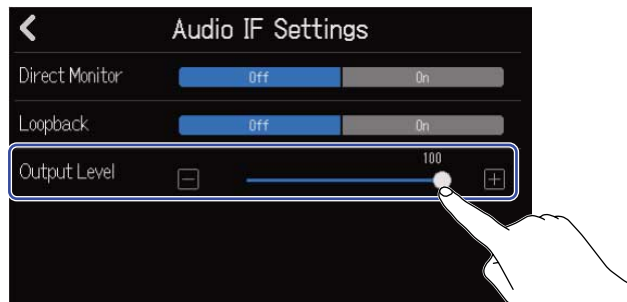 Audio IF Settings
Direct Monitor Off On
Loopback Off On
100
Output Level